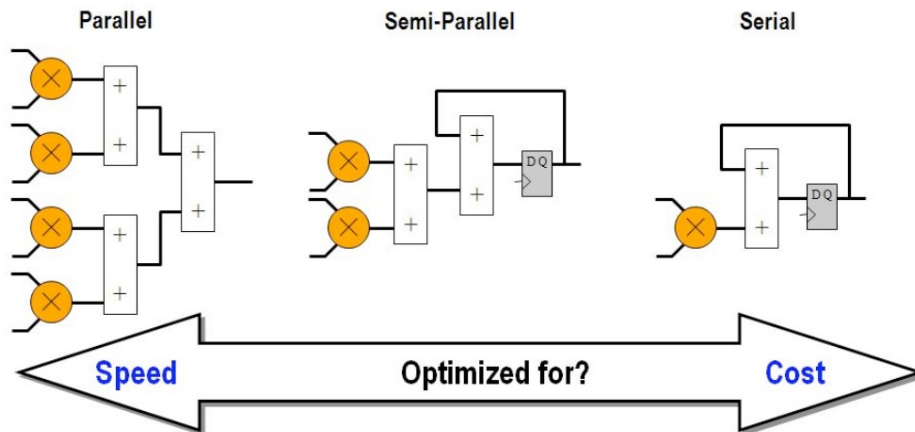 Parallel
Semi-Parallel
Serial
×
+
+
×
+
+
×
+
+
×
×
+
+
×
+
+
D Q
×
+
+
D Q
Speed
Optimized for?
Cost